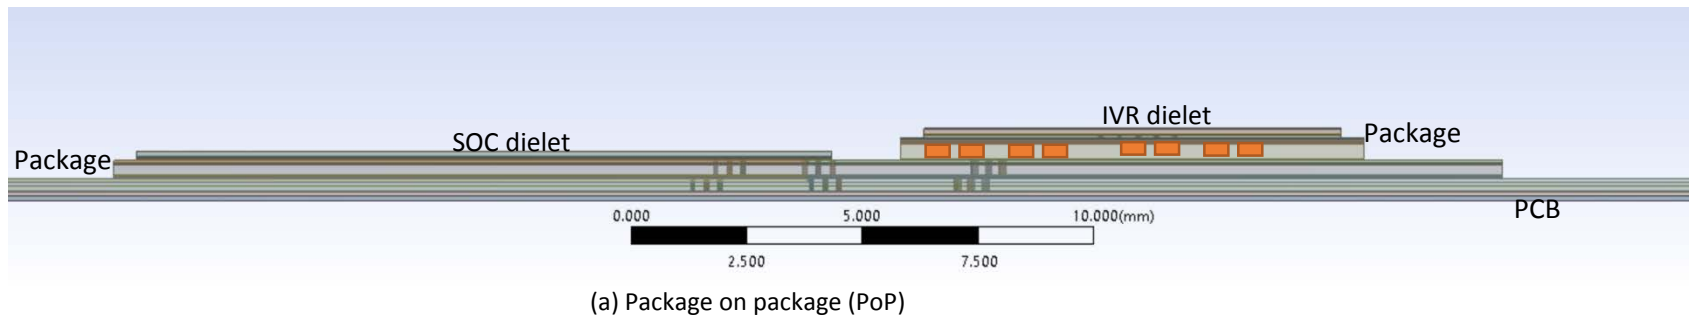 IVR dielet
Package
SOC dielet
Package
PCB
0.000 5.000 10.000(mm)
2.500 7.500
(a) Package on package (PoP)